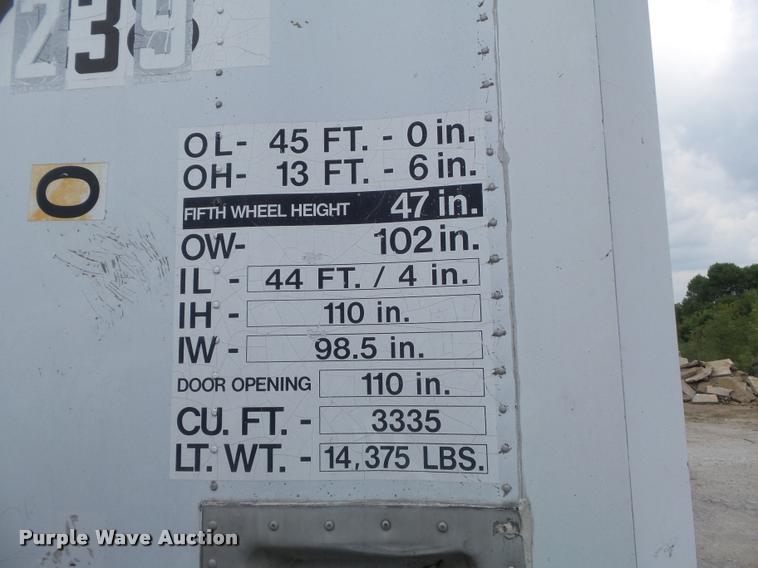 239
OL- 45 FT. - 0 in.
OH- 13 FT. - 6 in.
O
FIFTH WHEEL HEIGHT 47 in.
OW- 102 in.
IL - 44 FT. / 4 in.
IH - 110 in.
IW - 98.5 in.
DOOR OPENING 110 in.
CU. FT. - 3335
LT. WT. - 14,375 LBS.
Purple Wave Auction